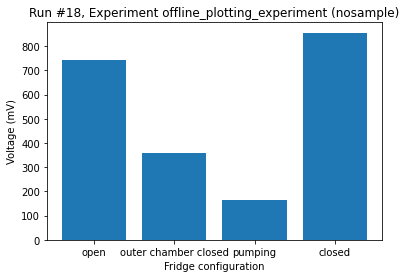 Run #18, Experiment offline_plotting_experiment (nosample)
800
700
600
500
400
300
200
100
0
Voltage (mV)
open outer chamber closed pumping closed
Fridge configuration